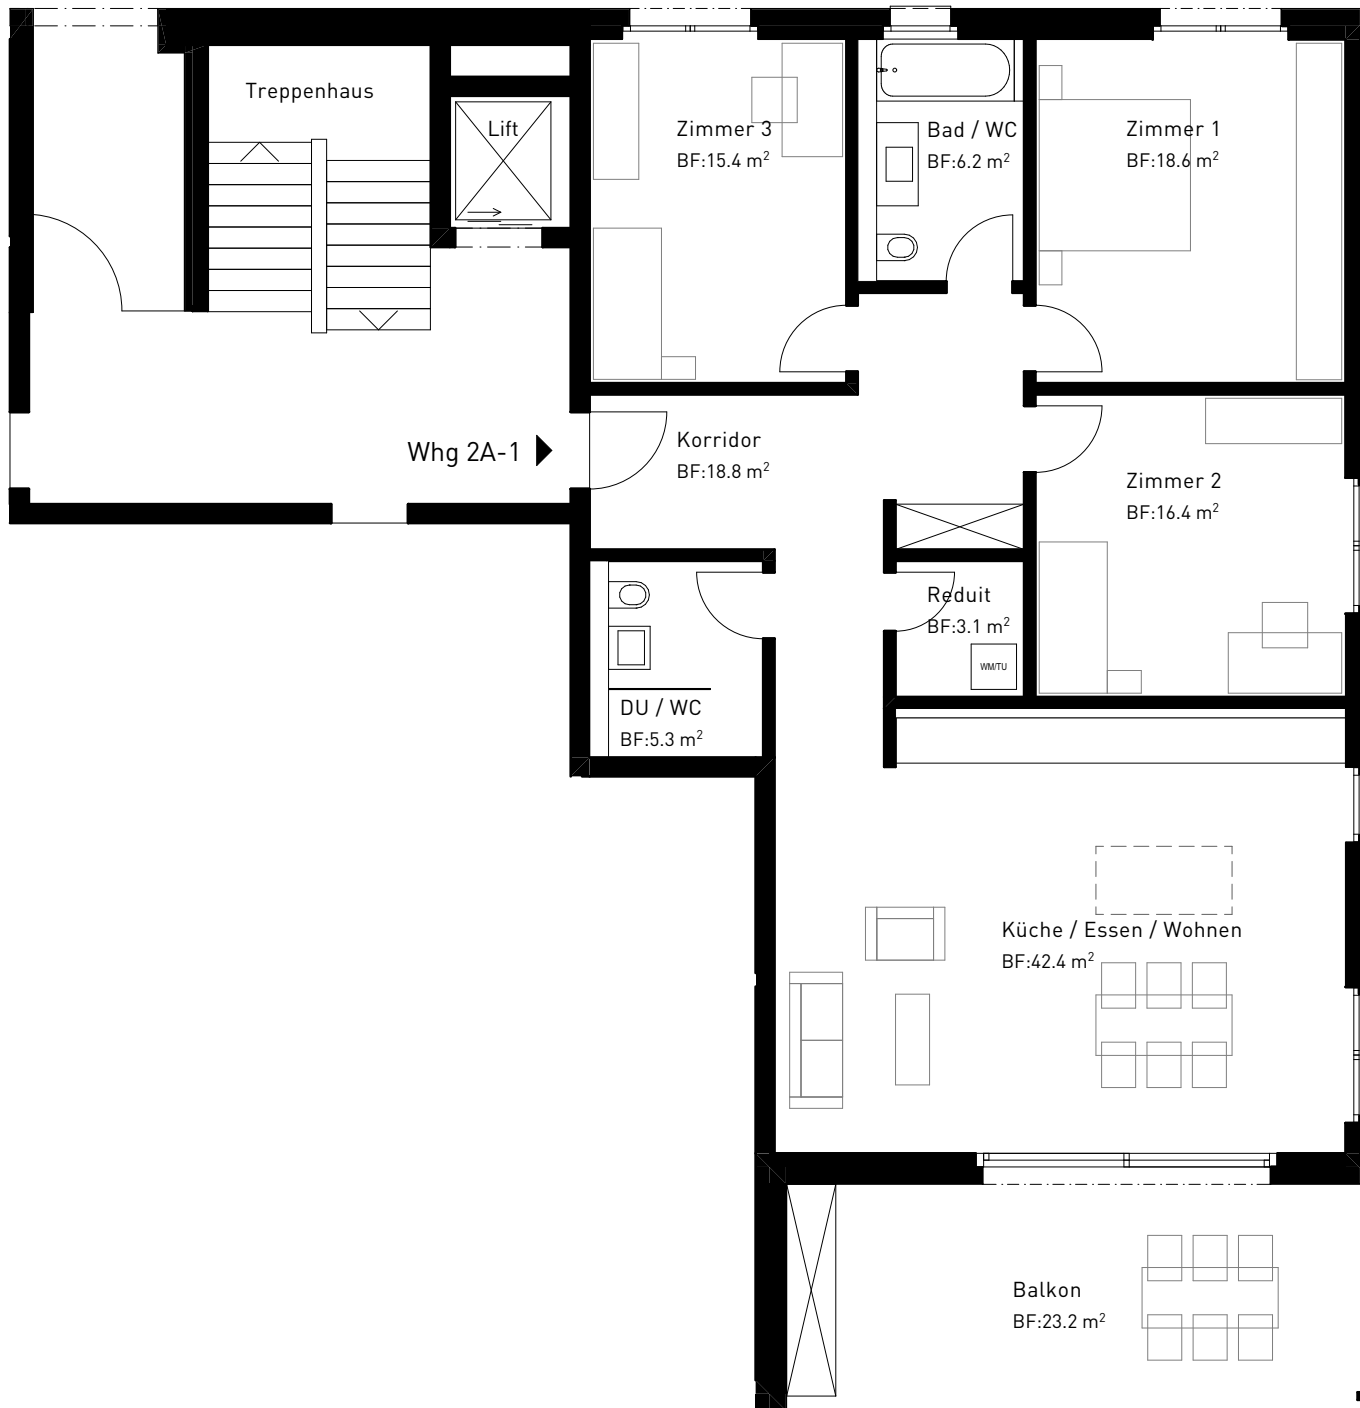 Treppenhaus
Lift
Zimmer 3
BF:15.4 m²
Bad / WC
BF:6.2 m²
Zimmer 1
BF:18.6 m²
Whg 2A-1
Korridor
BF:18.8 m²
Zimmer 2
BF:16.4 m²
Reduit
BF:3.1 m²
WM/TU
DU / WC
BF:5.3 m²
Küche / Essen / Wohnen
BF:42.4 m²
Balkon
BF:23.2 m²